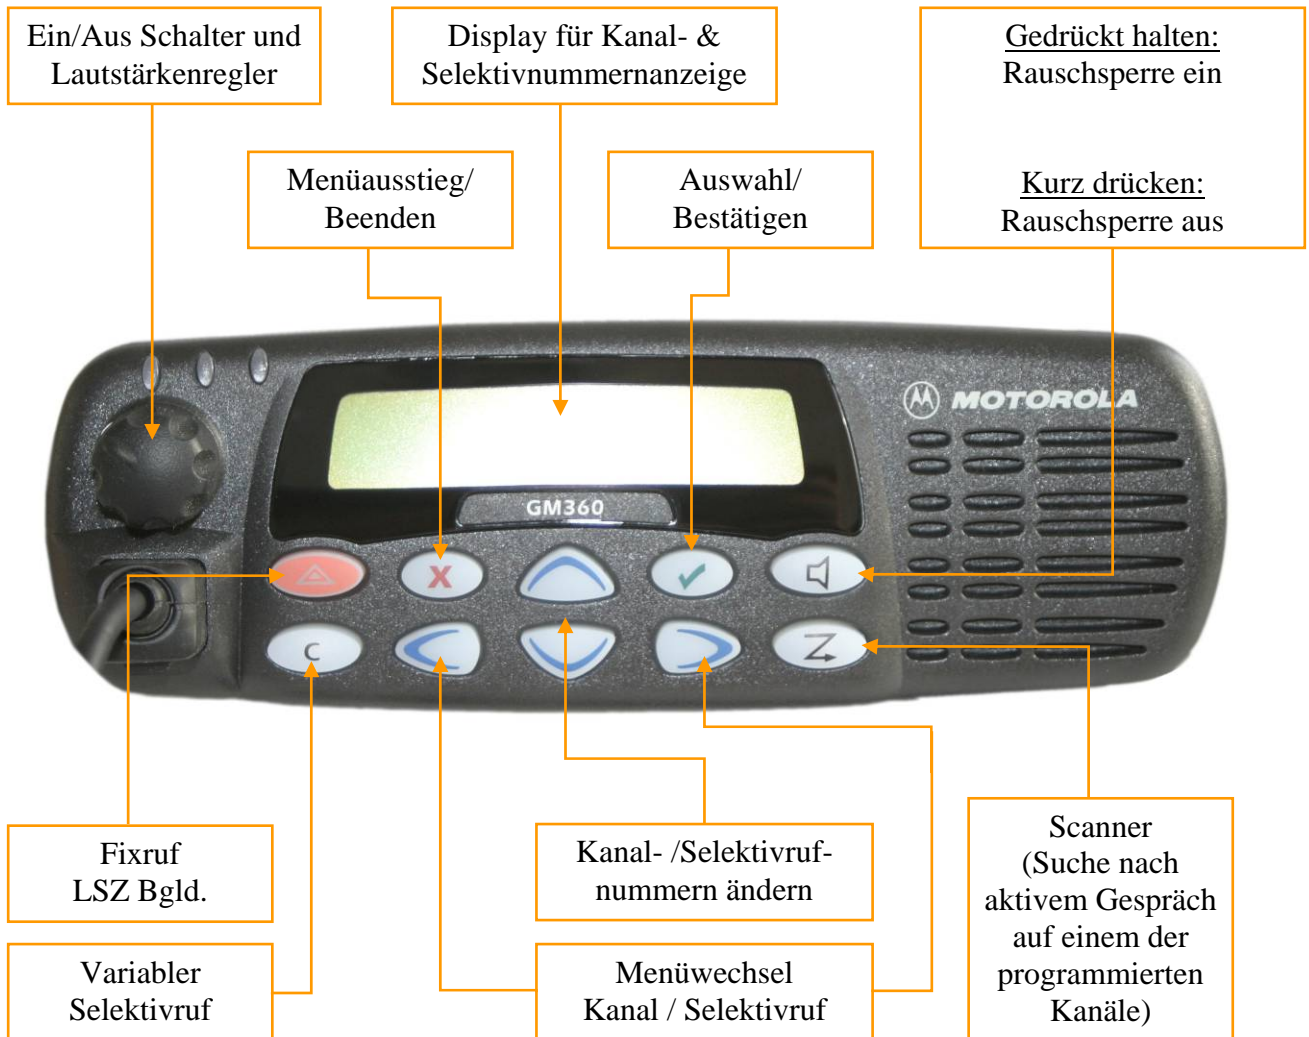 Ein/Aus Schalter und
Lautstärkenregler
Display für Kanal- &
Selektivnummernanzeige
Gedrückt halten:
Rauschsperre ein
Kurz drücken:
Rauschsperre aus
Menüausstieg/
Beenden
Auswahl/
Bestätigen
MOTOROLA
GM360
X
C
Fixruf
LSZ Bgld.
Variabler
Selektivruf
Kanal- /Selektivruf-
nummern ändern
Menüwechsel
Kanal / Selektivruf
Scanner
(Suche nach
aktivem Gespräch
auf einem der
programmierten
Kanäle)